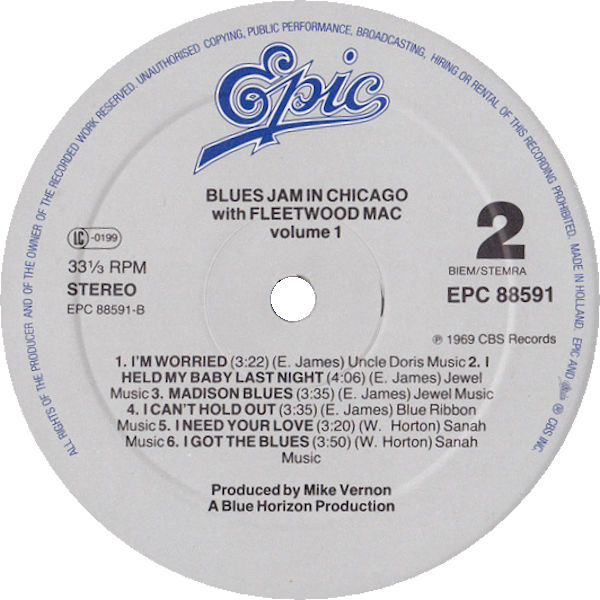 ALL RIGHTS OF THE PRODUCER AND OF THE OWNER OF THE RECORDED WORK RESERVED. UNAUTHORISED COPYING, PUBLIC PERFORMANCE, BROADCASTING, HIRING OR RENTAL OF THIS RECORDING PROHIBITED. MADE IN HOLLAND. EPIC AND Epic ® CBS INC.
Epic
BLUES JAM IN CHICAGO
with FLEETWOOD MAC
volume 1
2
LC -0199
BIEM/STEMRA
33⅓ RPM
STEREO
EPC 88591
EPC 88591-B
℗ 1969 CBS Records
1. I'M WORRIED (3:22) (E. James) Uncle Doris Music 2. I
HELD MY BABY LAST NIGHT (4:06) (E. James) Jewel
Music 3. MADISON BLUES (3:35) (E. James) Jewel Music
4. I CAN'T HOLD OUT (3:35) (E. James) Blue Ribbon
Music 5. I NEED YOUR LOVE (3:20) (W. Horton) Sanah
Music 6. I GOT THE BLUES (3:50) (W. Horton) Sanah
Music
Produced by Mike Vernon
A Blue Horizon Production